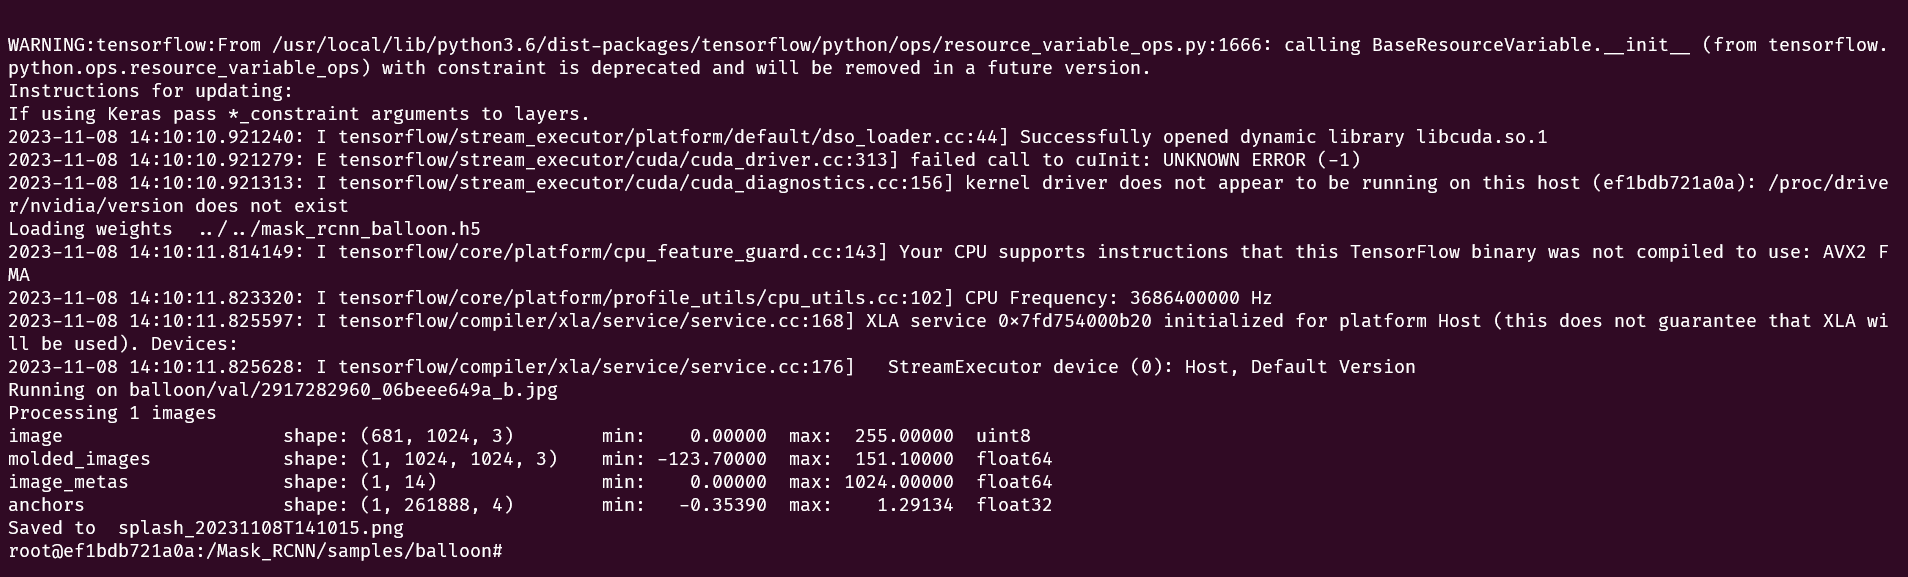 WARNING:tensorflow:From /usr/local/lib/python3.6/dist-packages/tensorflow/python/ops/resource_variable_ops.py:1666: calling BaseResourceVariable.__init__ (from tensorflow.
python.ops.resource_variable_ops) with constraint is deprecated and will be removed in a future version.
Instructions for updating:
If using Keras pass *_constraint arguments to layers.
2023-11-08 14:10:10.921240: I tensorflow/stream_executor/platform/default/dso_loader.cc:44] Successfully opened dynamic library libcuda.so.1
2023-11-08 14:10:10.921279: E tensorflow/stream_executor/cuda/cuda_driver.cc:313] failed call to cuInit: UNKNOWN ERROR (-1)
2023-11-08 14:10:10.921313: I tensorflow/stream_executor/cuda/cuda_diagnostics.cc:156] kernel driver does not appear to be running on this host (ef1bdb721a0a): /proc/drive
r/nvidia/version does not exist
Loading weights  ../../mask_rcnn_balloon.h5
2023-11-08 14:10:11.814149: I tensorflow/core/platform/cpu_feature_guard.cc:143] Your CPU supports instructions that this TensorFlow binary was not compiled to use: AVX2 F
MA
2023-11-08 14:10:11.823320: I tensorflow/core/platform/profile_utils/cpu_utils.cc:102] CPU Frequency: 3686400000 Hz
2023-11-08 14:10:11.825597: I tensorflow/compiler/xla/service/service.cc:168] XLA service 0x7fd754000b20 initialized for platform Host (this does not guarantee that XLA wi
ll be used). Devices:
2023-11-08 14:10:11.825628: I tensorflow/compiler/xla/service/service.cc:176]   StreamExecutor device (0): Host, Default Version
Running on balloon/val/2917282960_06beee649a_b.jpg
Processing 1 images
image                    shape: (681, 1024, 3)        min:    0.00000  max:  255.00000  uint8
molded_images            shape: (1, 1024, 1024, 3)    min: -123.70000  max:  151.10000  float64
image_metas              shape: (1, 14)               min:    0.00000  max: 1024.00000  float64
anchors                  shape: (1, 261888, 4)        min:   -0.35390  max:    1.29134  float32
Saved to  splash_20231108T141015.png
root@ef1bdb721a0a:/Mask_RCNN/samples/balloon#